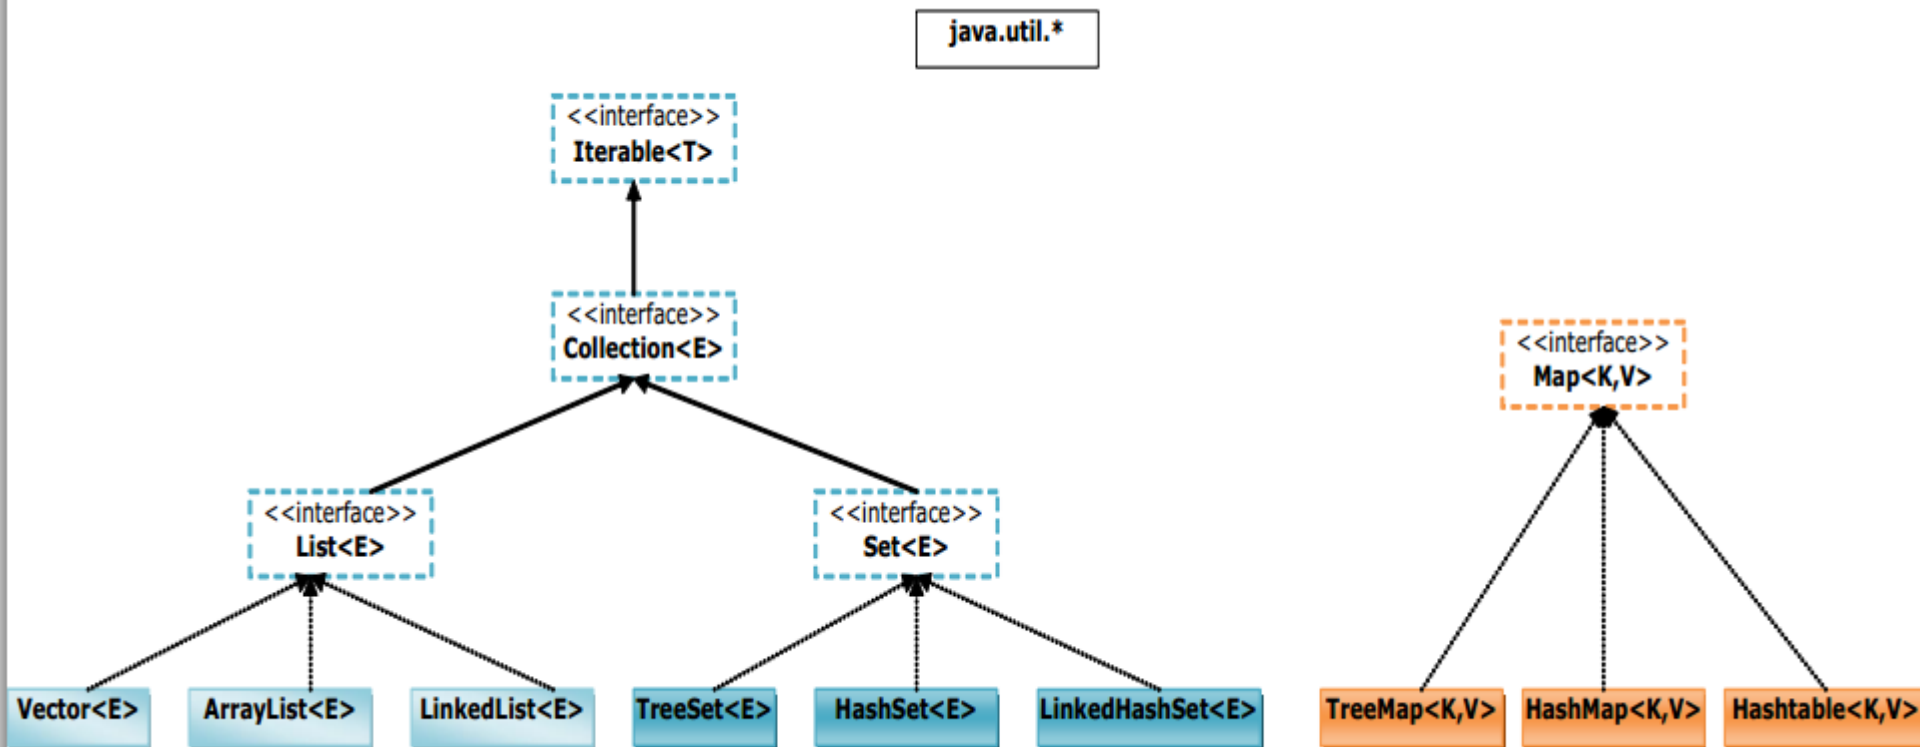 java.util.*
<<interface>>
Iterable<T>
<<interface>>
Collection<E>
<<interface>>
Map<K,V>
<<interface>>
List<E>
<<interface>>
Set<E>
Vector<E>
ArrayList<E>
LinkedList<E>
TreeSet<E>
HashSet<E>
LinkedHashSet<E>
TreeMap<K,V>
HashMap<K,V>
Hashtable<K,V>